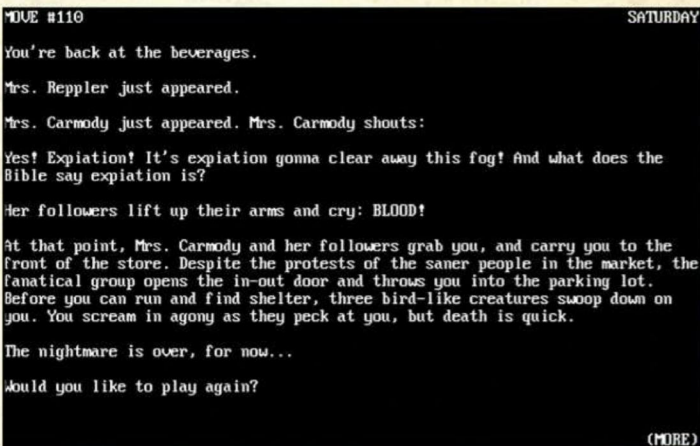 MOVE #110 SATURDAY
You're back at the beverages.
Mrs. Reppler just appeared.
Mrs. Carmody just appeared. Mrs. Carmody shouts:
Yes! Expiation! It's expiation gonna clear away this fog! And what does the
Bible say expiation is?
Her followers lift up their arms and cry: BLOOD!
At that point, Mrs. Carmody and her followers grab you, and carry you to the
front of the store. Despite the protests of the saner people in the market, the
fanatical group opens the in-out door and throws you into the parking lot.
Before you can run and find shelter, three bird-like creatures swoop down on
you. You scream in agony as they peck at you, but death is quick.
The nightmare is over, for now...
Would you like to play again?
(MORE)